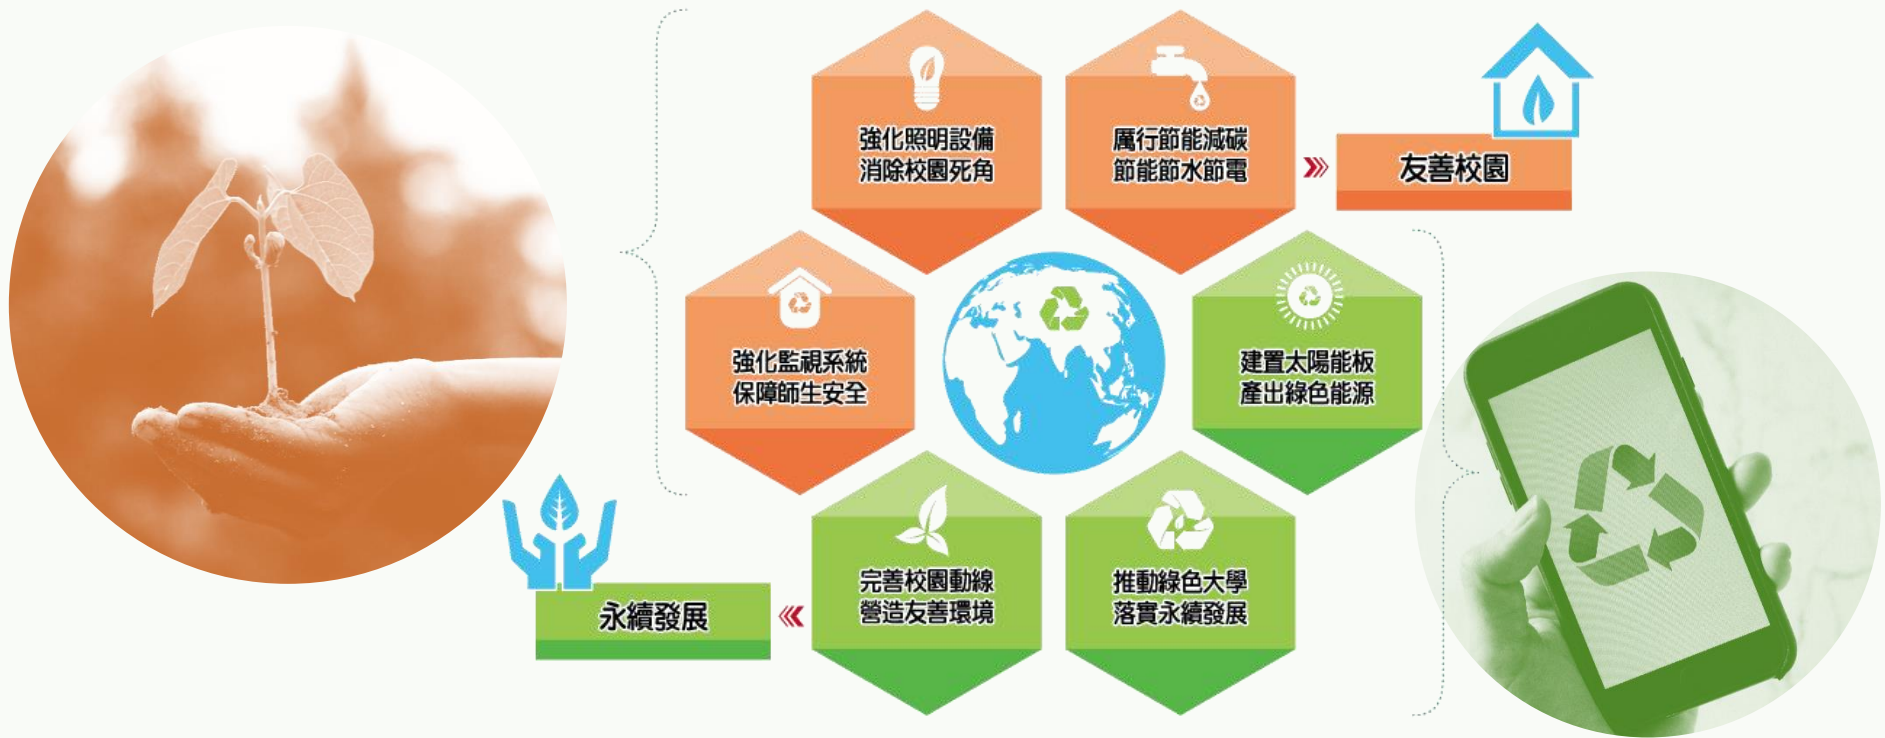 強化照明設備
消除校園死角
厲行節能減碳
節能節水節電
友善校園
強化監視系統
保障師生安全
建置太陽能板
產出綠色能源
完善校園動線
營造友善環境
推動綠色大學
落實永續發展
永續發展